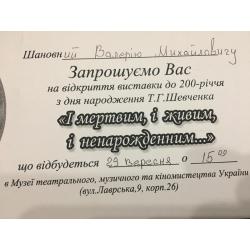 Шановний Валерію Михайловичу
Запрошуємо Вас
на відкриття виставки до 200-річчя
з дня народження Т.Г.Шевченка
«І мертвим, і живим,
і ненарожденним...»
що відбудеться 29 вересня о 15 00
в Музеї театрального, музичного та кіномистецтва України
(вул.Лаврська,9, корп.26)